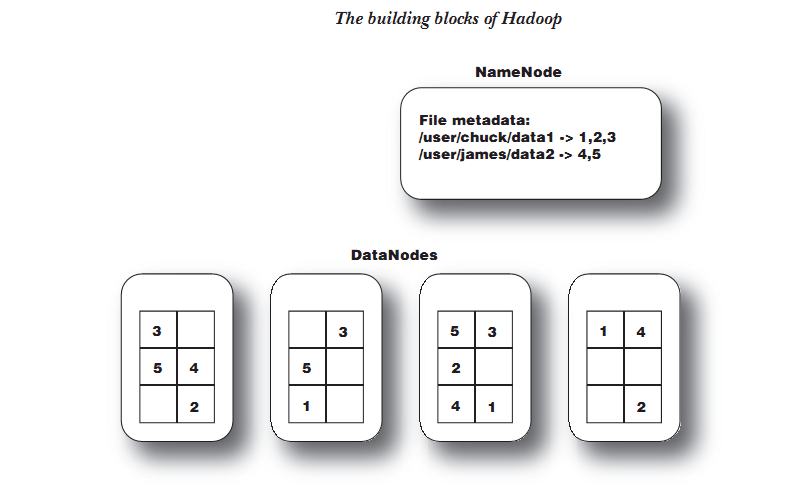 The building blocks of Hadoop
NameNode
File metadata:
/user/chuck/data1 -> 1,2,3
/user/james/data2 -> 4,5
DataNodes
3 3 5 3 1 4
5 4 5 2
2 1 4 1 2